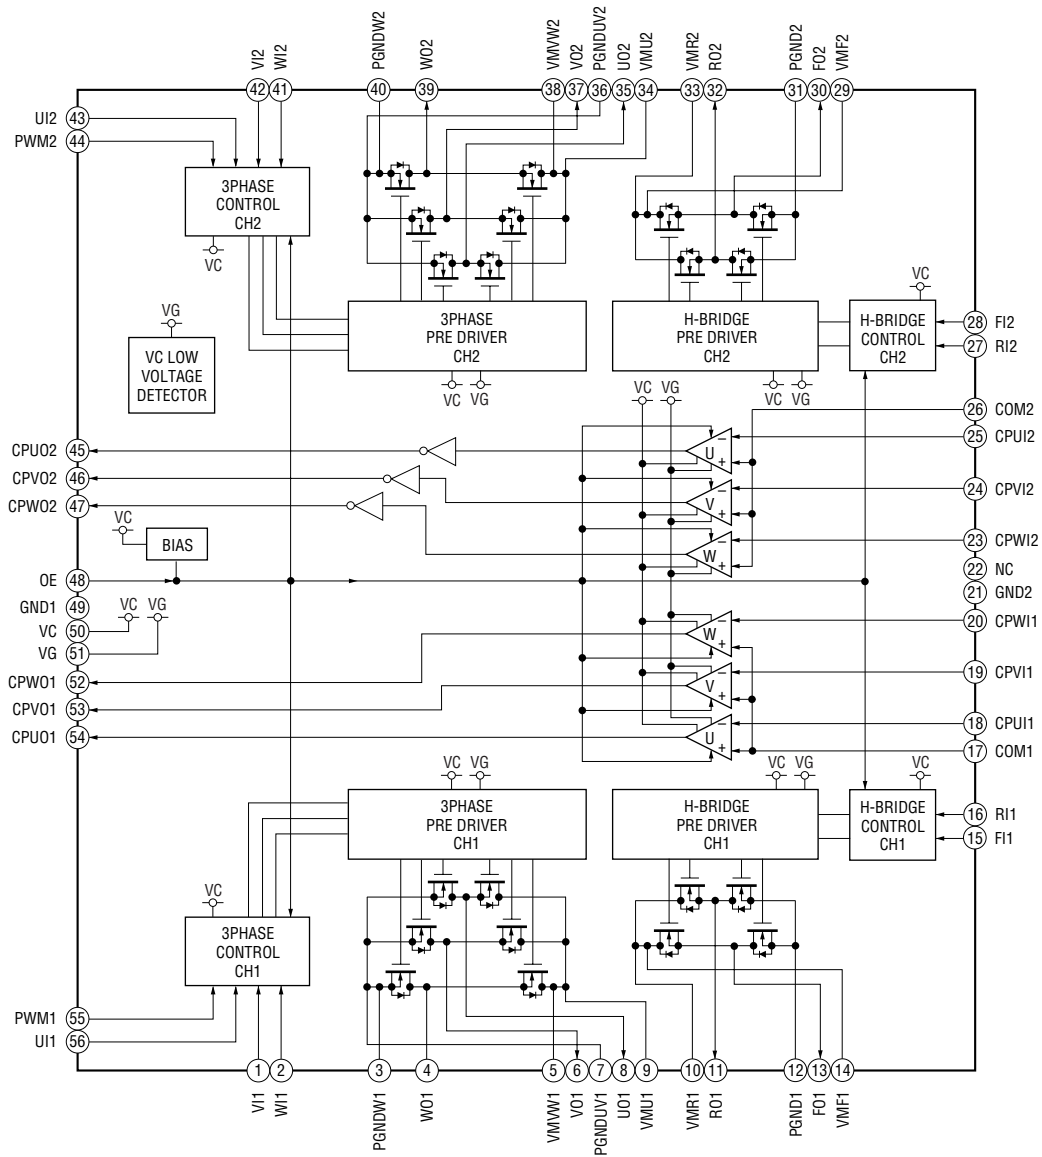 PGNDW2
WO2
VMVW2
VO2
PGNDUV2
UO2
VMU2
VMR2
RO2
PGND2
FO2
VMF2
VI2
WI2
42 41 40 39 38 37 36 35 34 33 32 31 30 29
UI2 43
PWM2 44
3PHASE
CONTROL
CH2
VC
VG
VC LOW
VOLTAGE
DETECTOR
3PHASE
PRE DRIVER
CH2
VC VG
H-BRIDGE
PRE DRIVER
CH2
VC VG
VC
H-BRIDGE
CONTROL
CH2
28 FI2
27 RI2
VC VG
26 COM2
25 CPUI2
24 CPVI2
23 CPWI2
22 NC
21 GND2
20 CPWI1
19 CPVI1
18 CPUI1
17 COM1
U − +
V − +
W − +
W − +
V − +
U − +
CPUO2 45
CPVO2 46
CPWO2 47
VC
BIAS
OE 48
GND1 49
VC 50
VG 51
VC VG
CPWO1 52
CPVO1 53
CPUO1 54
VC VG
3PHASE
PRE DRIVER
CH1
VC VG
H-BRIDGE
PRE DRIVER
CH1
VC
H-BRIDGE
CONTROL
CH1
16 RI1
15 FI1
VC
3PHASE
CONTROL
CH1
PWM1 55
UI1 56
1 2 3 4 5 6 7 8 9 10 11 12 13 14
VI1
WI1
PGNDW1
WO1
VMVW1
VO1
PGNDUV1
UO1
VMU1
VMR1
RO1
PGND1
FO1
VMF1